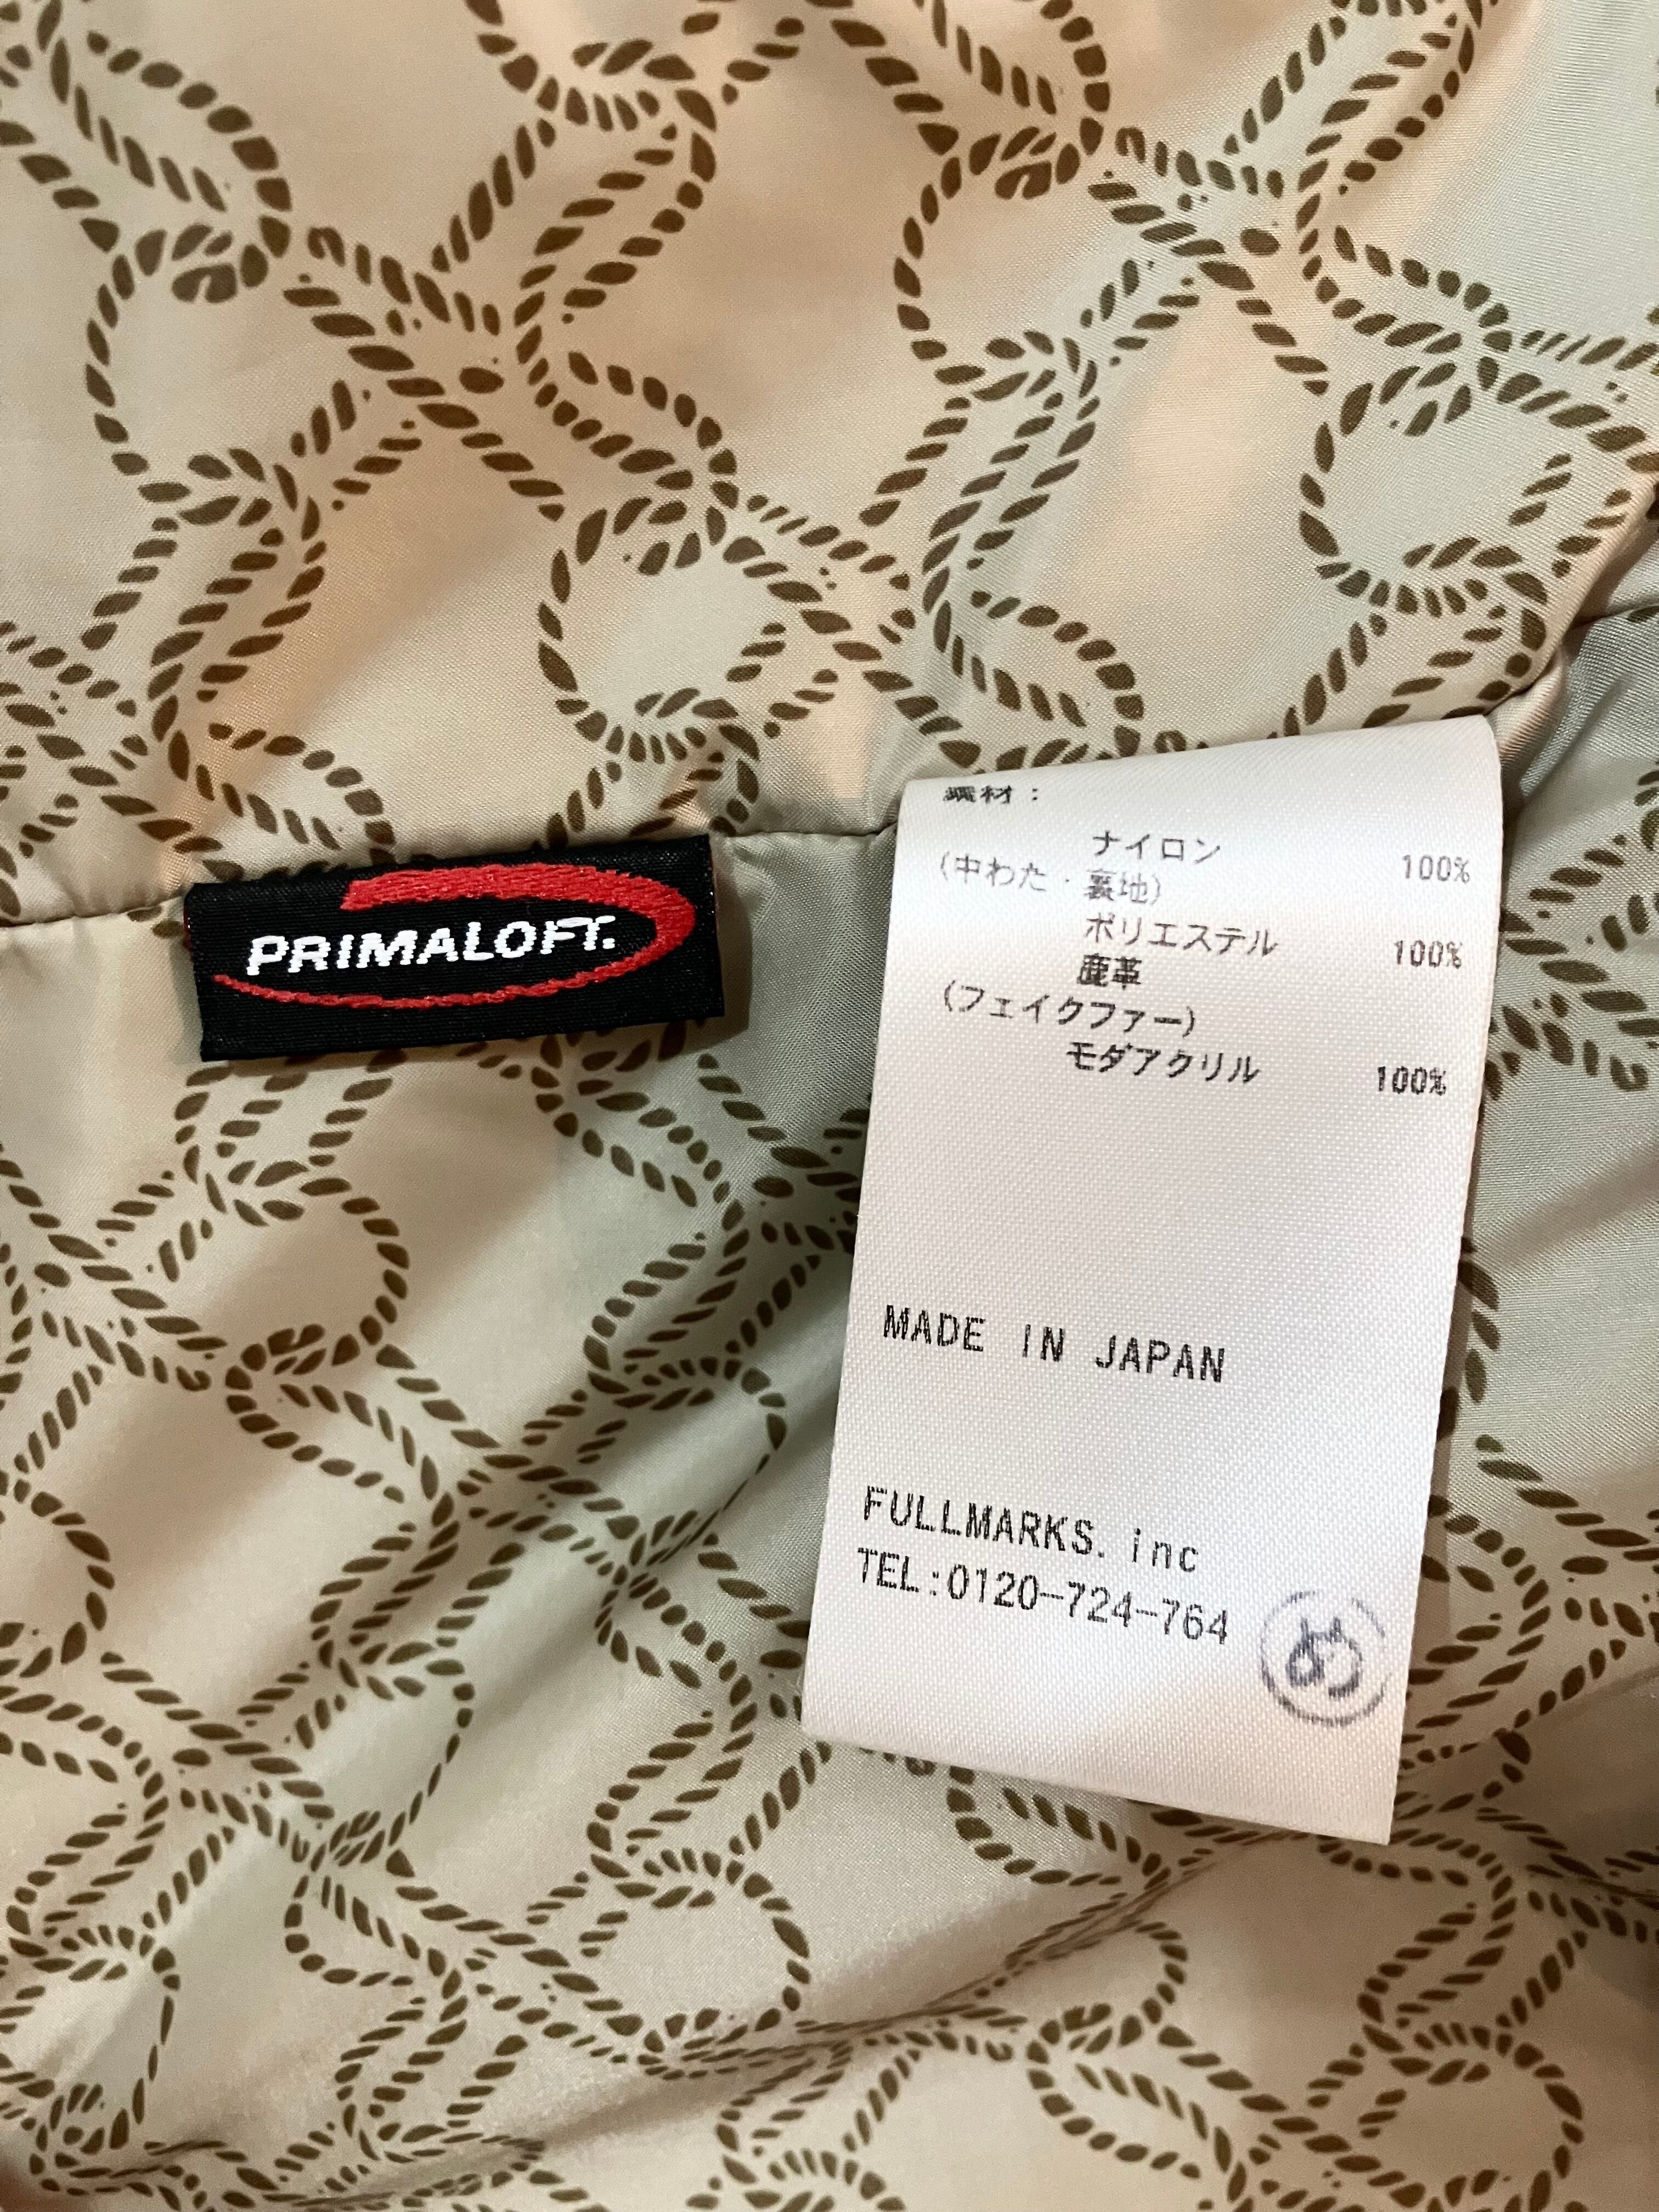 PRIMALOFT.
素材：
ナイロン 100%
(中わた・裏地)
ポリエステル 100%
鹿革
(フェイクファー)
モダアクリル 100%
MADE IN JAPAN
FULLMARKS. inc
TEL:0120-724-764
め